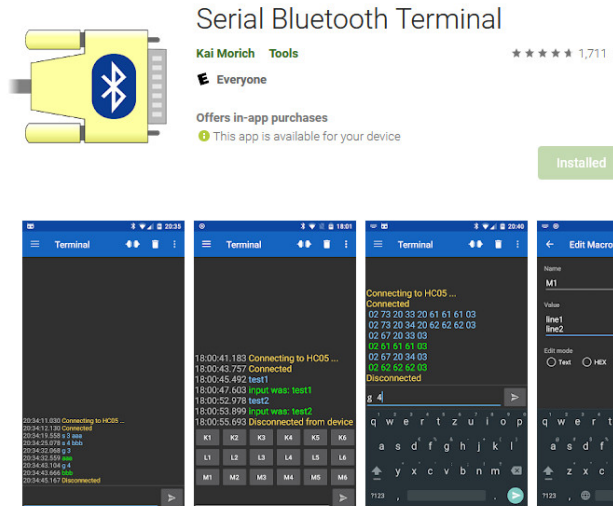 Serial Bluetooth Terminal
Kai Morich Tools
1,711
E Everyone
Offers in-app purchases
This app is available for your device
Installed
20:35
Terminal
20:34:11.030 Connecting to HC05 ...
20:34:12.130 Connected
20:34:19.555 s 3 aaa
20:34:25.078 s 4 bbb
20:34:32.068 g 3
20:34:32.559 aaa
20:34:43.104 g 4
20:34:43.666 bbb
20:34:45.167 Disconnected
18:01
Terminal
18:00:41.183 Connecting to HC05 ...
18:00:43.757 Connected
18:00:45.492 test1
18:00:47.603 input was: test1
18:00:52.978 test2
18:00:53.899 input was: test2
18:00:55.693 Disconnected from device
K1 K2 K3 K4 K5 K6
L1 L2 L3 L4 L5 L6
M1 M2 M3 M4 M5 M6
20:40
Terminal
Connecting to HC05 ...
Connected
02 73 20 33 20 61 61 61 03
02 73 20 34 20 62 62 62 03
02 67 20 33 03
02 61 61 61 03
02 67 20 34 03
02 62 62 62 03
Disconnected
g 4
q w e r t z u i o p
a s d f g h j k l
y x c v b n m
?123 , .
Edit Macro
Name
M1
Value
line1
line2
Edit mode
Text HEX
q w e r t
a s d f
z x c
?123 ,